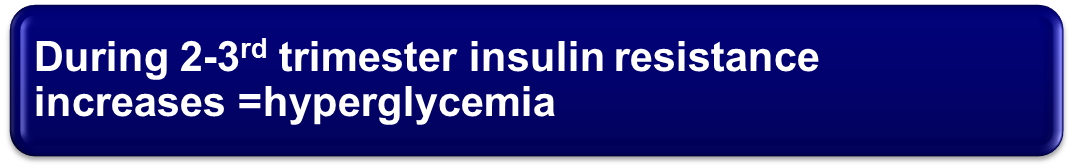 During 2-3rd trimester insulin resistance
increases =hyperglycemia